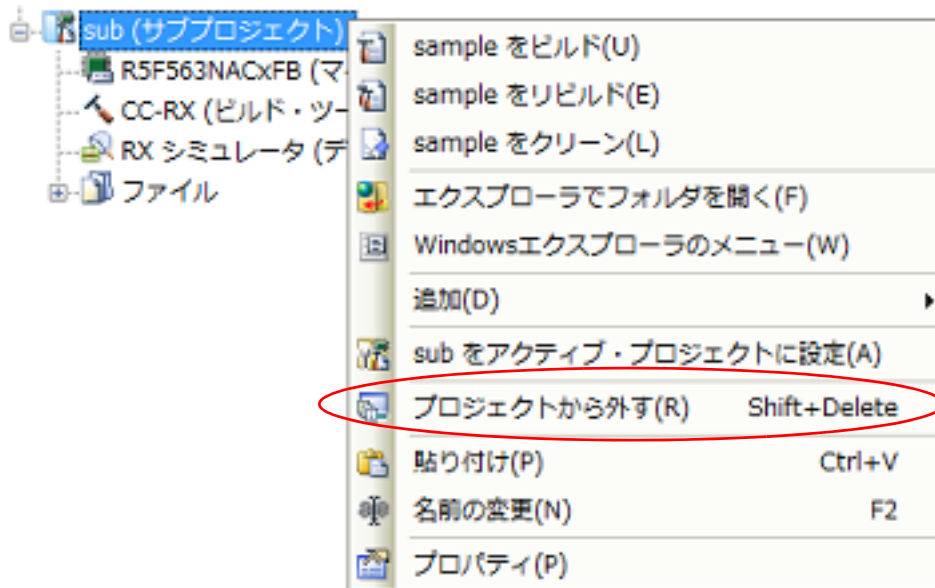 sub (サブプロジェクト)
R5F563NACxFB (マ
CC-RX (ビルド・ツー
RX シミュレータ (デ
ファイル
sample をビルド(U)
sample をリビルド(E)
sample をクリーン(L)
エクスプローラでフォルダを開く(F)
Windowsエクスプローラのメニュー(W)
追加(D)
sub をアクティブ・プロジェクトに設定(A)
プロジェクトから外す(R) Shift+Delete
貼り付け(P) Ctrl+V
名前の変更(N) F2
プロパティ(P)